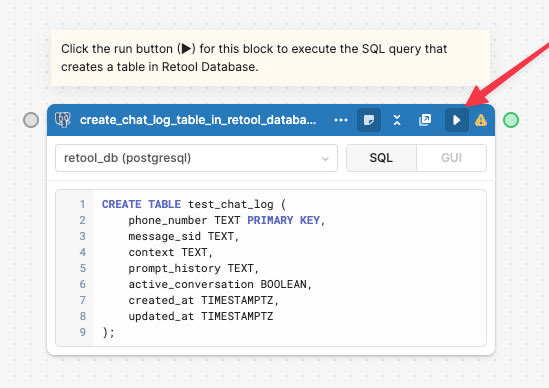 Click the run button (▶) for this block to execute the SQL query that
creates a table in Retool Database.
create_chat_log_table_in_retool_databa...
retool_db (postgresql)
SQL
GUI
1 CREATE TABLE test_chat_log (
2 phone_number TEXT PRIMARY KEY,
3 message_sid TEXT,
4 context TEXT,
5 prompt_history TEXT,
6 active_conversation BOOLEAN,
7 created_at TIMESTAMPTZ,
8 updated_at TIMESTAMPTZ
9 );